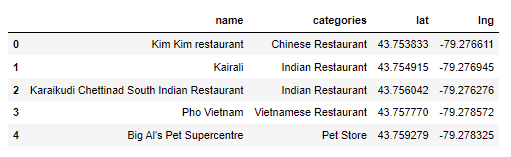 name categories lat lng
0 Kim Kim restaurant Chinese Restaurant 43.753833 -79.276611
1 Kairali Indian Restaurant 43.754915 -79.276945
2 Karaikudi Chettinad South Indian Restaurant Indian Restaurant 43.756042 -79.276276
3 Pho Vietnam Vietnamese Restaurant 43.757770 -79.278572
4 Big Al's Pet Supercentre Pet Store 43.759279 -79.278325